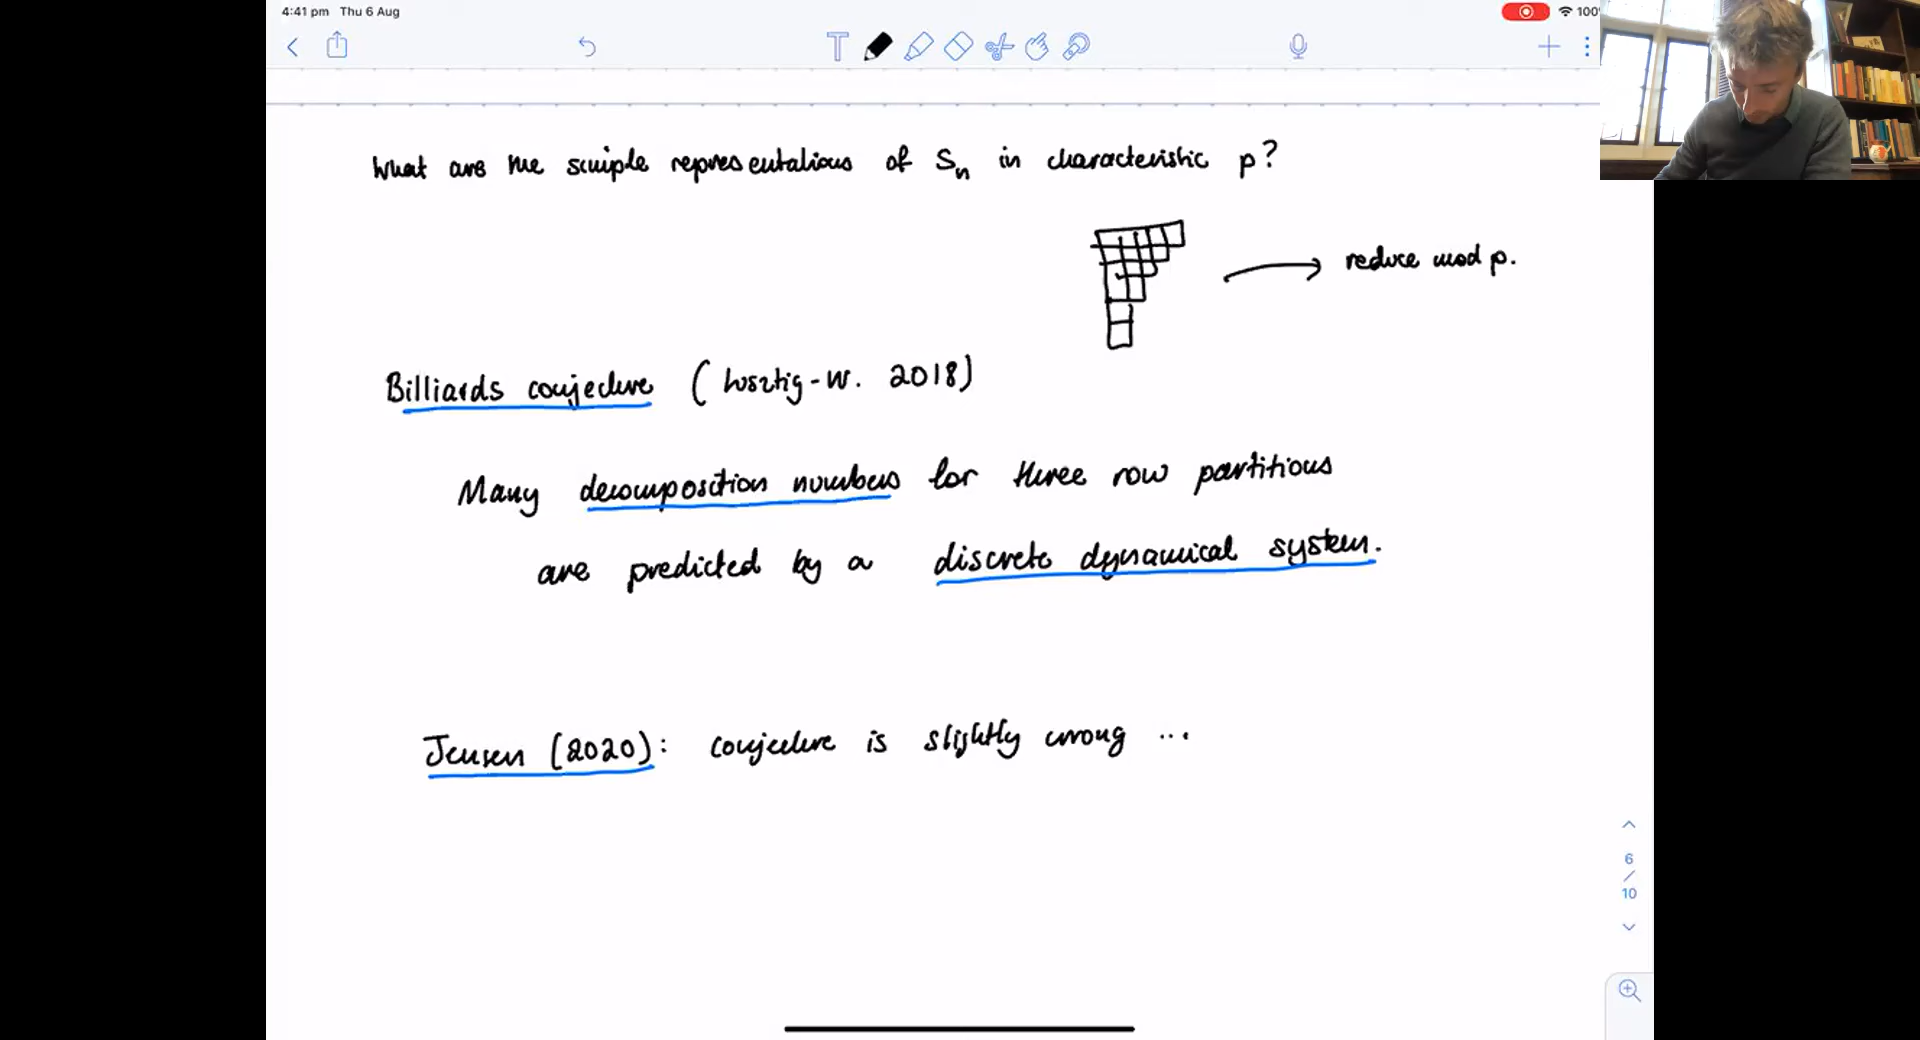 4:41 pm Thu 6 Aug
100
T
What are the simple representations of Sn in characteristic p?
reduce mod p.
Billiards conjecture (Lusztig-W. 2018)
Many decomposition numbers for three row partitions
are predicted by a discrete dynamical system.
Jensen (2020): conjecture is slightly wrong ...
6
/
10